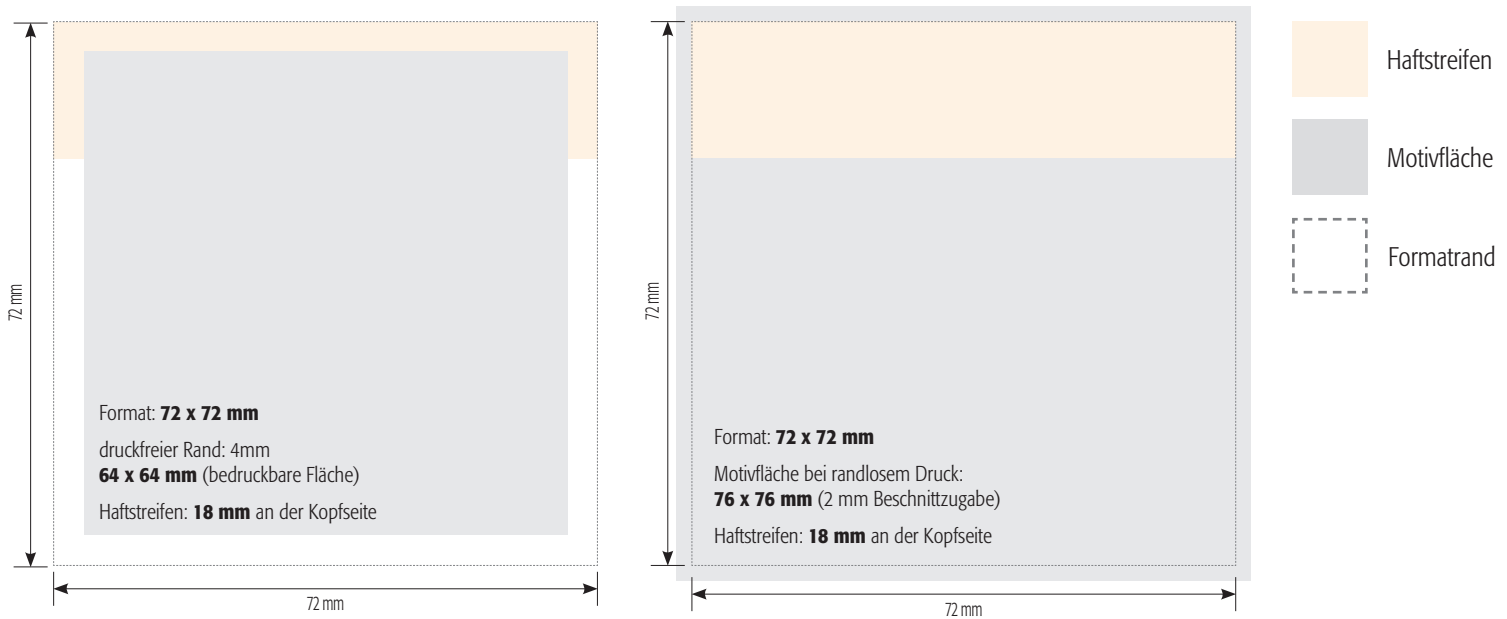 72 mm
Format: 72 x 72 mm
druckfreier Rand: 4mm
64 x 64 mm (bedruckbare Fläche)
Haftstreifen: 18 mm an der Kopfseite
72 mm
72 mm
Format: 72 x 72 mm
Motivfläche bei randlosem Druck:
76 x 76 mm (2 mm Beschnittzugabe)
Haftstreifen: 18 mm an der Kopfseite
72 mm
Haftstreifen
Motivfläche
Formatrand